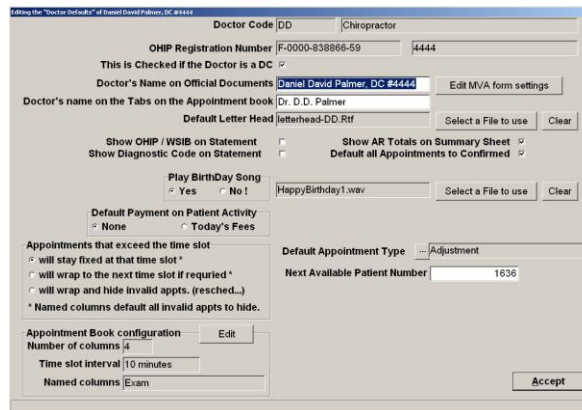 Editing the "Doctor Defaults" of Daniel David Palmer, DC #4444
Doctor Code DD Chiropractor
OHIP Registration Number F-0000-838866-59 4444
This is Checked if the Doctor is a DC
Doctor's Name on Official Documents Daniel David Palmer, DC #4444 Edit MVA form settings
Doctor's name on the Tabs on the Appointment book Dr. D.D. Palmer
Default Letter Head letterhead-DD.Rtf Select a File to use Clear
Show OHIP / WSIB on Statement Show AR Totals on Summary Sheet
Show Diagnostic Code on Statement Default all Appointments to Confirmed
Play BirthDay Song
Yes No ! HappyBirthday1.wav Select a File to use Clear
Default Payment on Patient Activity
None Today's Fees
Appointments that exceed the time slot
will stay fixed at that time slot * Default Appointment Type ... Adjustment
will wrap to the next time slot if requried * Next Available Patient Number 1636
will wrap and hide invalid appts. (resched...)
* Named columns default all invalid appts to hide.
Appointment Book configuration Edit
Number of columns 4
Time slot interval 10 minutes
Named columns Exam
Accept